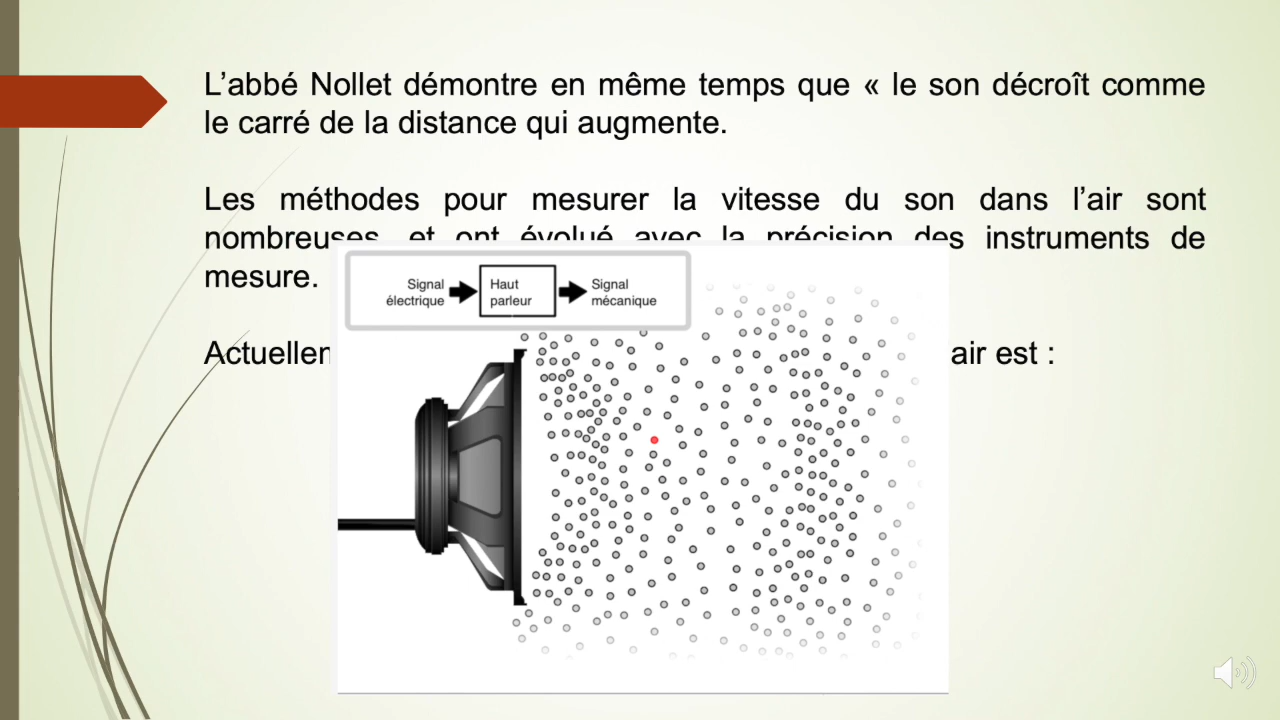 L’abbé Nollet démontre en même temps que « le son décroît comme
le carré de la distance qui augmente.
Les méthodes pour mesurer la vitesse du son dans l’air sont
nombreuses, et ont évolué avec la précision des instruments de
mesure.
Signal électrique
Haut parleur
Signal mécanique
air est :